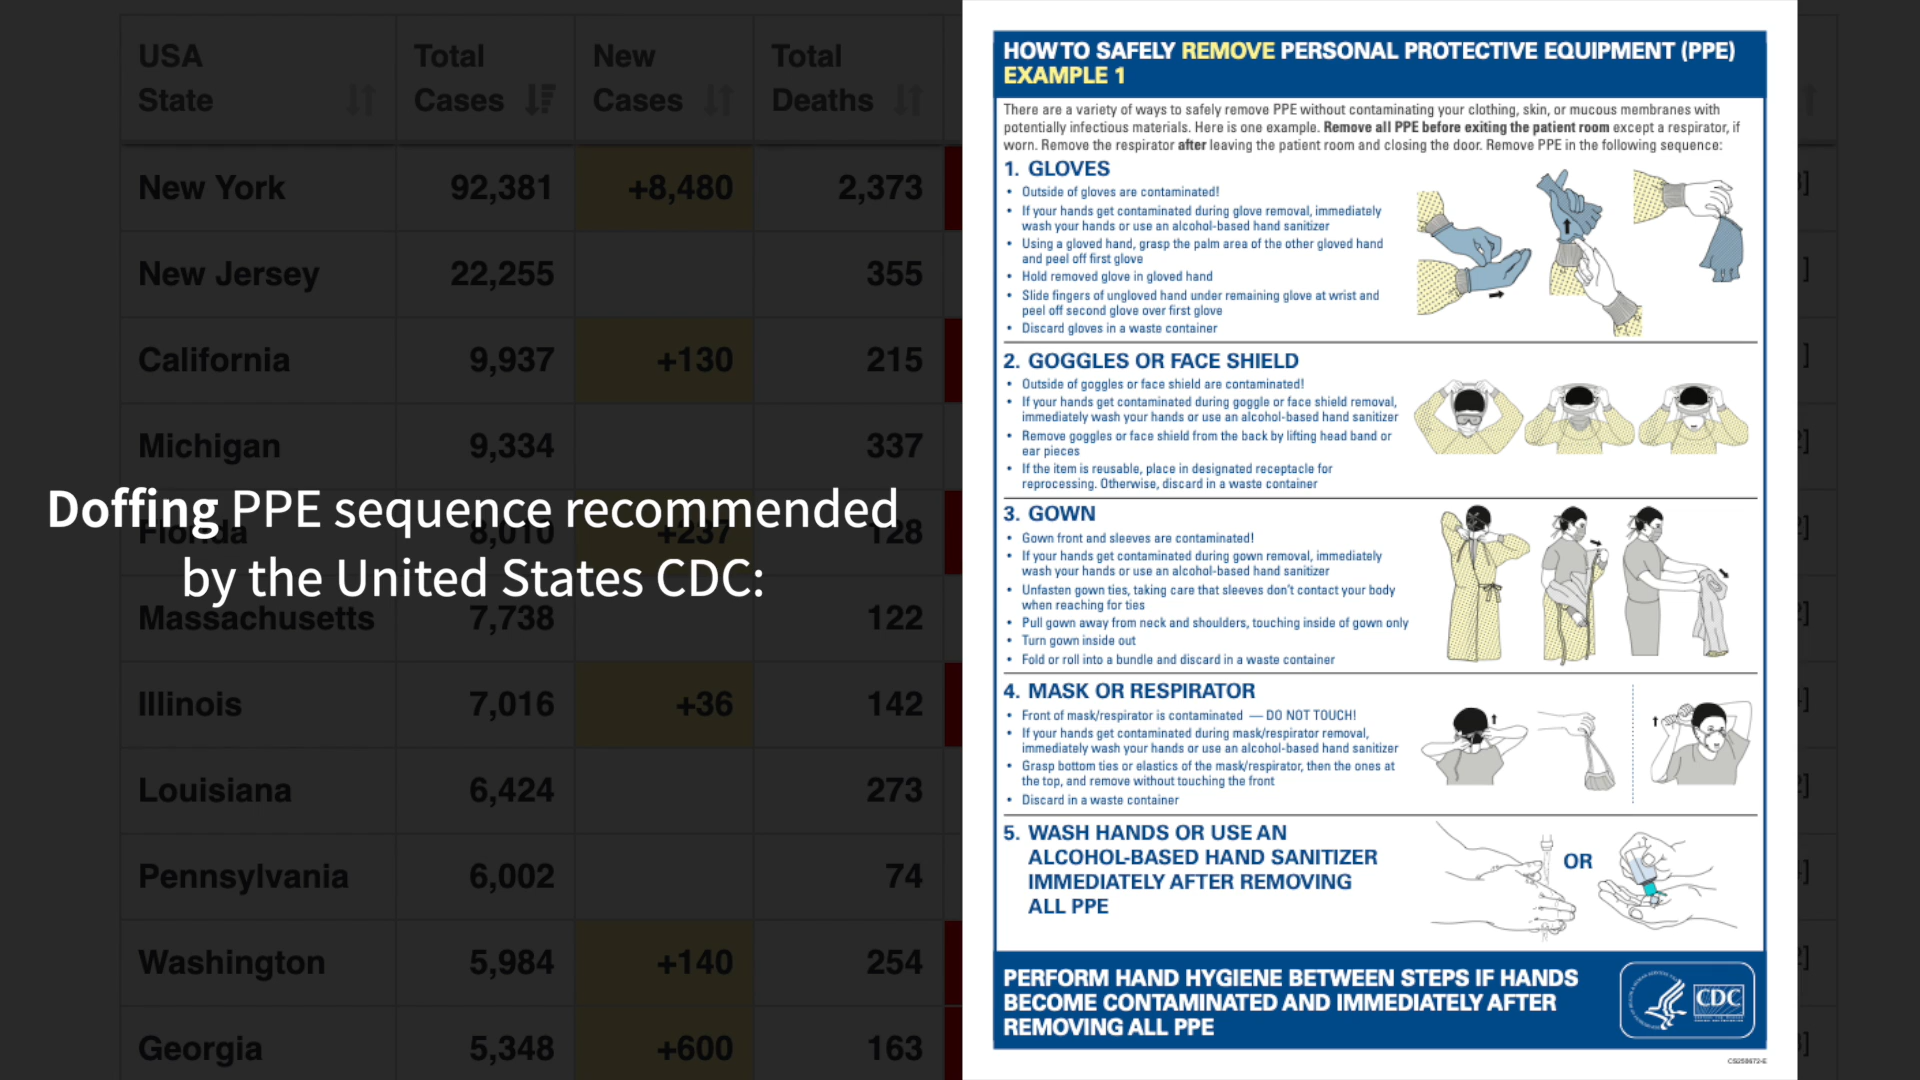 USA State
Total Cases
New Cases
Total Deaths
New York 92,381 +8,480 2,373
New Jersey 22,255 355
California 9,937 +130 215
Michigan 9,334 337
Florida 8,010 +237 128
Massachusetts 7,738 122
Illinois 7,016 +36 142
Louisiana 6,424 273
Pennsylvania 6,002 74
Washington 5,984 +140 254
Georgia 5,348 +600 163
Doffing PPE sequence recommended
by the United States CDC:
HOW TO SAFELY REMOVE PERSONAL PROTECTIVE EQUIPMENT (PPE)
EXAMPLE 1
There are a variety of ways to safely remove PPE without contaminating your clothing, skin, or mucous membranes with
potentially infectious materials. Here is one example. Remove all PPE before exiting the patient room except a respirator, if
worn. Remove the respirator after leaving the patient room and closing the door. Remove PPE in the following sequence:
1. GLOVES
• Outside of gloves are contaminated!
• If your hands get contaminated during glove removal, immediately
wash your hands or use an alcohol-based hand sanitizer
• Using a gloved hand, grasp the palm area of the other gloved hand
and peel off first glove
• Hold removed glove in gloved hand
• Slide fingers of ungloved hand under remaining glove at wrist and
peel off second glove over first glove
• Discard gloves in a waste container
2. GOGGLES OR FACE SHIELD
• Outside of goggles or face shield are contaminated!
• If your hands get contaminated during goggle or face shield removal,
immediately wash your hands or use an alcohol-based hand sanitizer
• Remove goggles or face shield from the back by lifting head band or
ear pieces
• If the item is reusable, place in designated receptacle for
reprocessing. Otherwise, discard in a waste container
3. GOWN
• Gown front and sleeves are contaminated!
• If your hands get contaminated during gown removal, immediately
wash your hands or use an alcohol-based hand sanitizer
• Unfasten gown ties, taking care that sleeves don't contact your body
when reaching for ties
• Pull gown away from neck and shoulders, touching inside of gown only
• Turn gown inside out
• Fold or roll into a bundle and discard in a waste container
4. MASK OR RESPIRATOR
• Front of mask/respirator is contaminated — DO NOT TOUCH!
• If your hands get contaminated during mask/respirator removal,
immediately wash your hands or use an alcohol-based hand sanitizer
• Grasp bottom ties or elastics of the mask/respirator, then the ones at
the top, and remove without touching the front
• Discard in a waste container
5. WASH HANDS OR USE AN
ALCOHOL-BASED HAND SANITIZER
IMMEDIATELY AFTER REMOVING
ALL PPE
OR
PERFORM HAND HYGIENE BETWEEN STEPS IF HANDS
BECOME CONTAMINATED AND IMMEDIATELY AFTER
REMOVING ALL PPE
CDC
CS250672-E